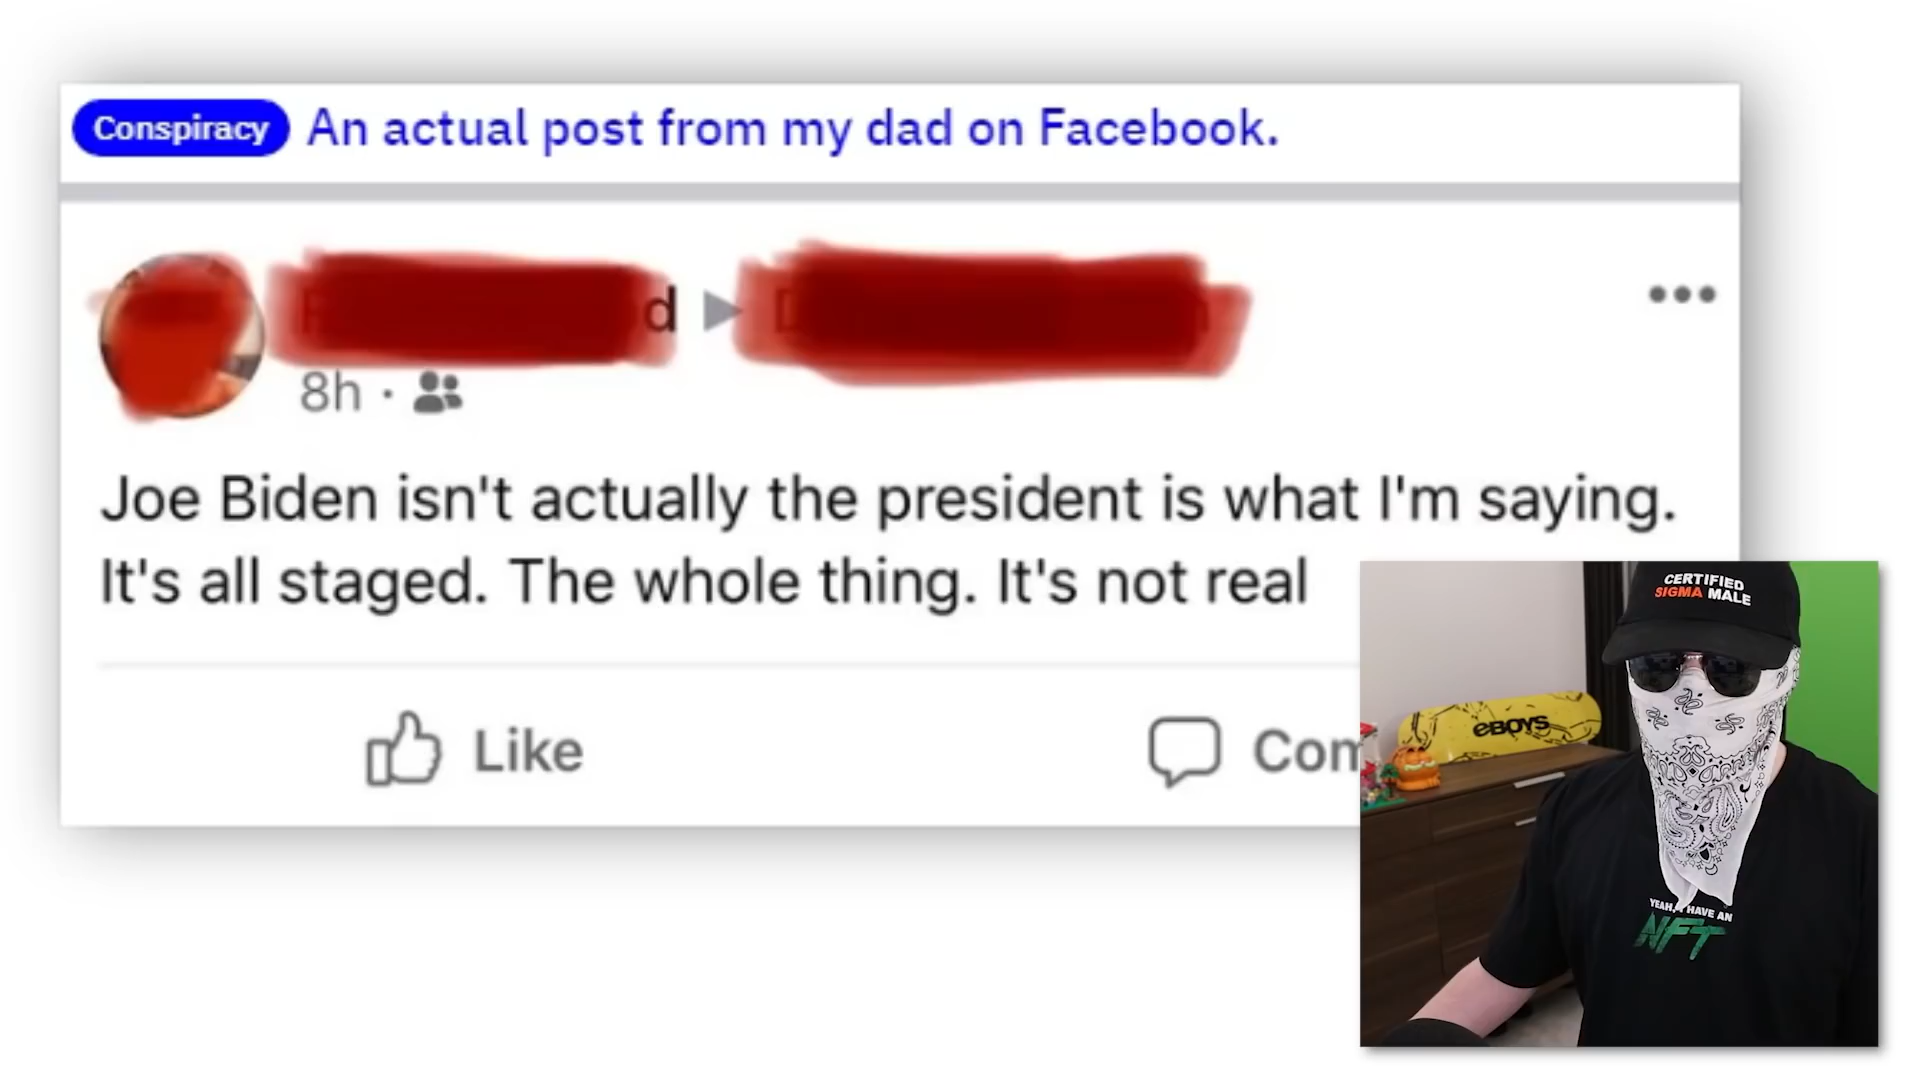 Conspiracy An actual post from my dad on Facebook.
d
8h ·
Joe Biden isn't actually the president is what I'm saying.
It's all staged. The whole thing. It's not real
Like Com
CERTIFIED
SIGMA MALE
eBOYS
YEAH, I HAVE AN
NFT